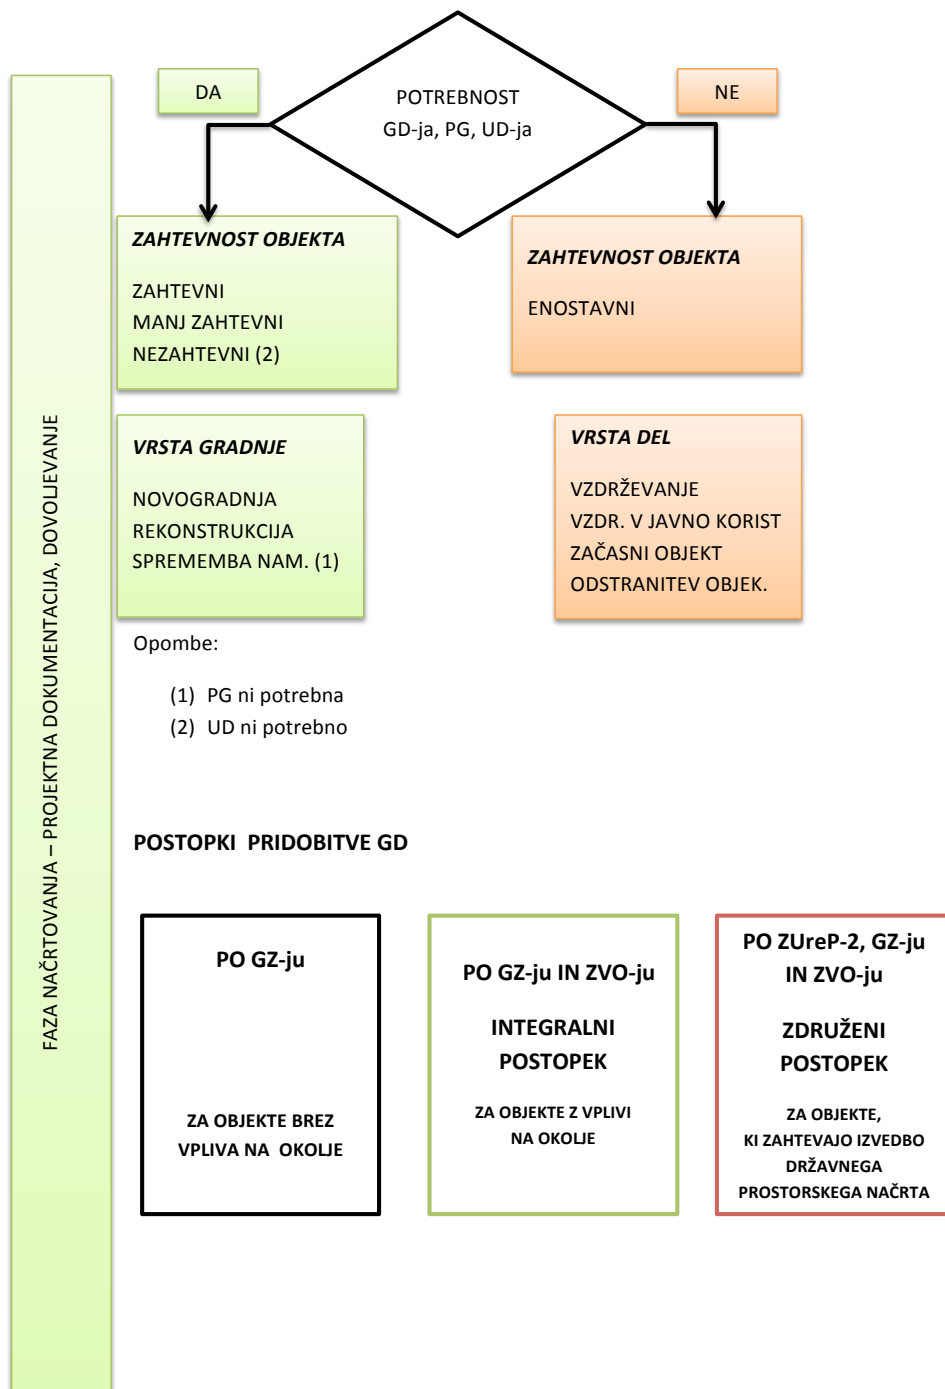 DA
POTREBNOST
GD-ja, PG, UD-ja
NE
ZAHTEVNOST OBJEKTA
ZAHTEVNI
MANJ ZAHTEVNI
NEZAHTEVNI (2)
ZAHTEVNOST OBJEKTA
ENOSTAVNI
VRSTA GRADNJE
NOVOGRADNJA
REKONSTRUKCIJA
SPREMEMBA NAM. (1)
VRSTA DEL
VZDRŽEVANJE
VZDR. V JAVNO KORIST
ZAČASNI OBJEKT
ODSTRANITEV OBJEK.
FAZA NAČRTOVANJA – PROJEKTNA DOKUMENTACIJA, DOVOLJEVANJE
Opombe:
(1) PG ni potrebna
(2) UD ni potrebno
POSTOPKI PRIDOBITVE GD
PO GZ-ju
ZA OBJEKTE BREZ
VPLIVA NA OKOLJE
PO GZ-ju IN ZVO-ju
INTEGRALNI
POSTOPEK
ZA OBJEKTE Z VPLIVI
NA OKOLJE
PO ZUreP-2, GZ-ju
IN ZVO-ju
ZDRUŽENI
POSTOPEK
ZA OBJEKTE,
KI ZAHTEVAJO IZVEDBO
DRŽAVNEGA
PROSTORSKEGA NAČRTA